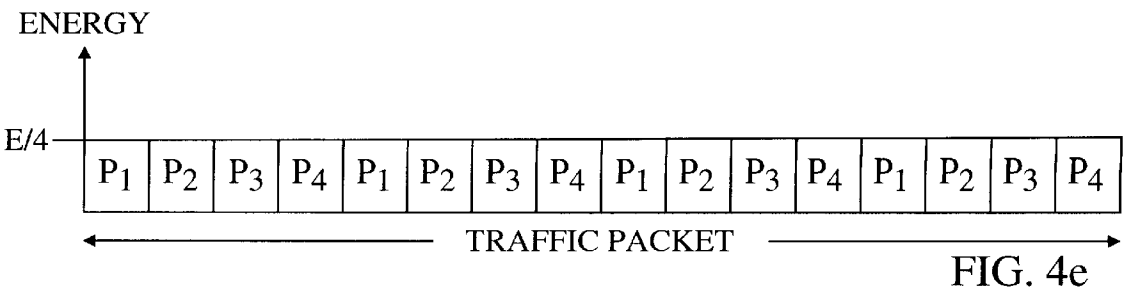 ENERGY
E/4
P1 P2 P3 P4 P1 P2 P3 P4 P1 P2 P3 P4 P1 P2 P3 P4
TRAFFIC PACKET
FIG. 4e